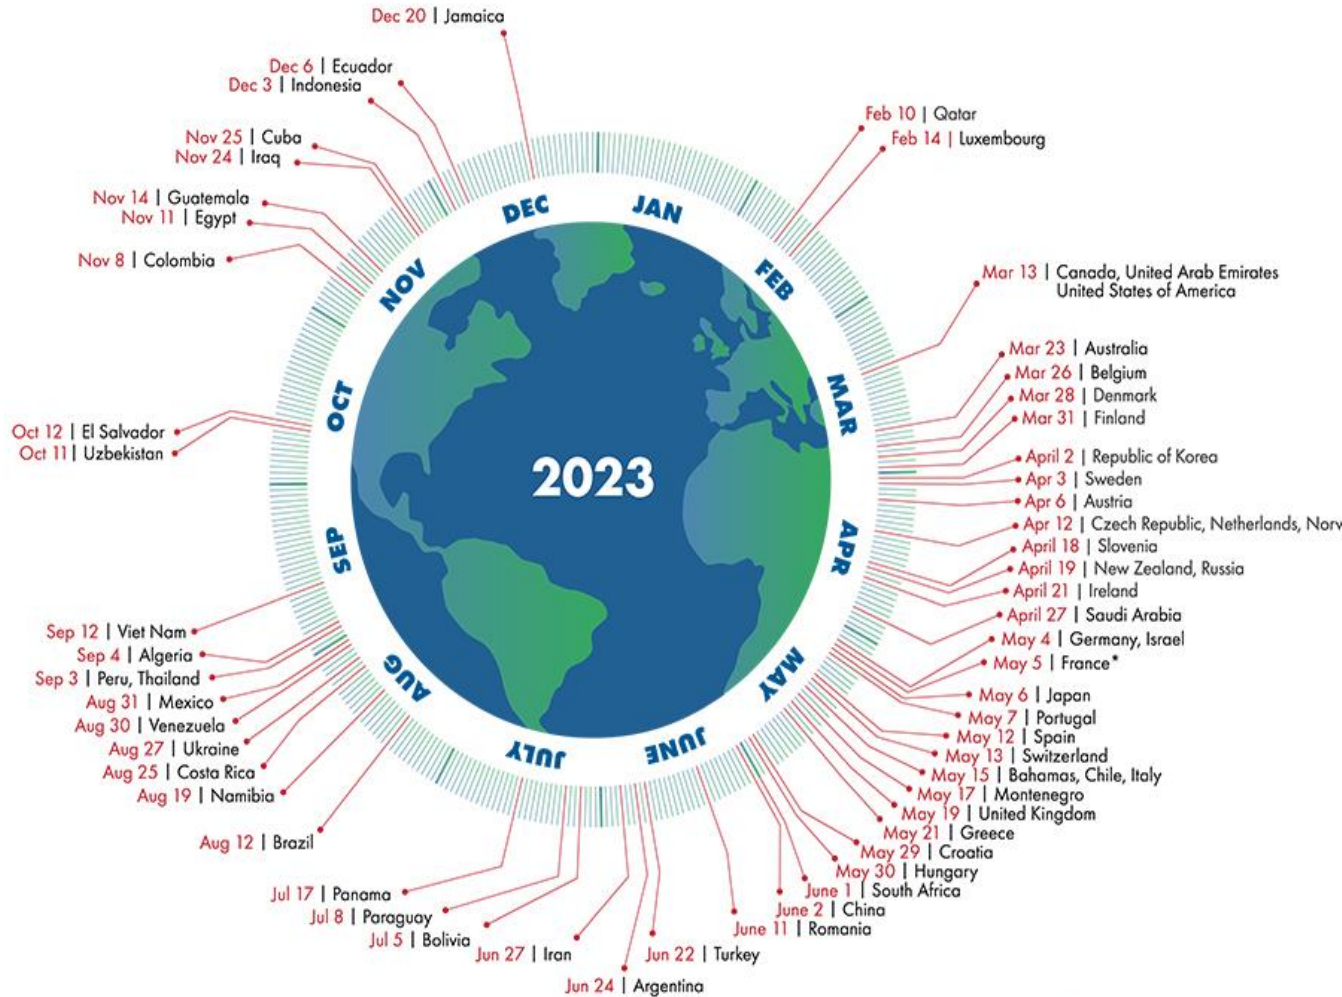 Dec 20 | Jamaica
Dec 6 | Ecuador
Dec 3 | Indonesia
Nov 25 | Cuba
Nov 24 | Iraq
Nov 14 | Guatemala
Nov 11 | Egypt
Nov 8 | Colombia
Oct 12 | El Salvador
Oct 11 | Uzbekistan
Sep 12 | Viet Nam
Sep 4 | Algeria
Sep 3 | Peru, Thailand
Aug 31 | Mexico
Aug 30 | Venezuela
Aug 27 | Ukraine
Aug 25 | Costa Rica
Aug 19 | Namibia
Aug 12 | Brazil
Jul 17 | Panama
Jul 8 | Paraguay
Jul 5 | Bolivia
Jun 27 | Iran
Jun 24 | Argentina
Jun 22 | Turkey
Feb 10 | Qatar
Feb 14 | Luxembourg
Mar 13 | Canada, United Arab Emirates
United States of America
Mar 23 | Australia
Mar 26 | Belgium
Mar 28 | Denmark
Mar 31 | Finland
April 2 | Republic of Korea
Apr 3 | Sweden
Apr 6 | Austria
Apr 12 | Czech Republic, Netherlands, Norv
April 18 | Slovenia
April 19 | New Zealand, Russia
April 21 | Ireland
April 27 | Saudi Arabia
May 4 | Germany, Israel
May 5 | France*
May 6 | Japan
May 7 | Portugal
May 12 | Spain
May 13 | Switzerland
May 15 | Bahamas, Chile, Italy
May 17 | Montenegro
May 19 | United Kingdom
May 21 | Greece
May 29 | Croatia
May 30 | Hungary
June 1 | South Africa
June 2 | China
June 11 | Romania
JAN
FEB
MAR
APR
MAY
JUNE
JULY
AUG
SEP
OCT
NOV
DEC
2023